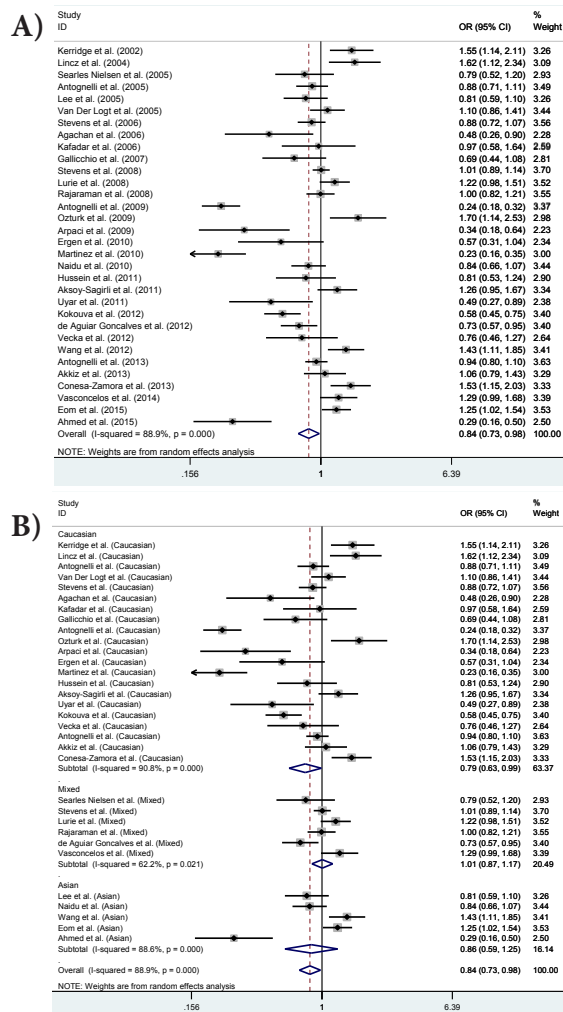 A)
Study % 
ID OR (95% CI) Weight
Kerridge et al. (2002) 1.55 (1.14, 2.11) 3.26
Lincz et al. (2004) 1.62 (1.12, 2.34) 3.09
Searles Nielsen et al. (2005) 0.79 (0.52, 1.20) 2.93
Antognelli et al. (2005) 0.88 (0.71, 1.11) 3.49
Lee et al. (2005) 0.81 (0.59, 1.10) 3.26
Van Der Logt et al. (2005) 1.10 (0.86, 1.41) 3.44
Stevens et al. (2006) 0.88 (0.72, 1.07) 3.56
Agachan et al. (2006) 0.48 (0.26, 0.90) 2.28
Kafadar et al. (2006) 0.97 (0.58, 1.64) 2.59
Gallicchio et al. (2007) 0.69 (0.44, 1.08) 2.81
Stevens et al. (2008) 1.01 (0.89, 1.14) 3.70
Lurie et al. (2008) 1.22 (0.98, 1.51) 3.52
Rajaraman et al. (2008) 1.00 (0.82, 1.21) 3.55
Antognelli et al. (2009) 0.24 (0.18, 0.32) 3.37
Ozturk et al. (2009) 1.70 (1.14, 2.53) 2.98
Arpaci et al. (2009) 0.34 (0.18, 0.64) 2.23
Ergen et al. (2010) 0.57 (0.31, 1.04) 2.34
Martinez et al. (2010) 0.23 (0.16, 0.35) 3.00
Naidu et al. (2010) 0.84 (0.66, 1.07) 3.44
Hussein et al. (2011) 0.81 (0.53, 1.24) 2.90
Aksoy-Sagirli et al. (2011) 1.26 (0.95, 1.67) 3.34
Uyar et al. (2011) 0.49 (0.27, 0.89) 2.38
Kokouva et al. (2012) 0.58 (0.45, 0.75) 3.40
de Aguiar Goncalves et al. (2012) 0.73 (0.57, 0.95) 3.40
Vecka et al. (2012) 0.76 (0.46, 1.27) 2.64
Wang et al. (2012) 1.43 (1.11, 1.85) 3.41
Antognelli et al. (2013) 0.94 (0.80, 1.10) 3.63
Akkiz et al. (2013) 1.06 (0.79, 1.43) 3.29
Conesa-Zamora et al. (2013) 1.53 (1.15, 2.03) 3.33
Vasconcelos et al. (2014) 1.29 (0.99, 1.68) 3.39
Eom et al. (2015) 1.25 (1.02, 1.54) 3.53
Ahmed et al. (2015) 0.29 (0.16, 0.50) 2.50
Overall (I-squared = 88.9%, p = 0.000) 0.84 (0.73, 0.98) 100.00
NOTE: Weights are from random effects analysis
.156 1 6.39
B)
Study %
ID OR (95% CI) Weight
Caucasian
Kerridge et al. (Caucasian) 1.55 (1.14, 2.11) 3.26
Lincz et al. (Caucasian) 1.62 (1.12, 2.34) 3.09
Antognelli et al. (Caucasian) 0.88 (0.71, 1.11) 3.49
Van Der Logt et al. (Caucasian) 1.10 (0.86, 1.41) 3.44
Stevens et al. (Caucasian) 0.88 (0.72, 1.07) 3.56
Agachan et al. (Caucasian) 0.48 (0.26, 0.90) 2.28
Kafadar et al. (Caucasian) 0.97 (0.58, 1.64) 2.59
Gallicchio et al. (Caucasian) 0.69 (0.44, 1.08) 2.81
Antognelli et al. (Caucasian) 0.24 (0.18, 0.32) 3.37
Ozturk et al. (Caucasian) 1.70 (1.14, 2.53) 2.98
Arpaci et al. (Caucasian) 0.34 (0.18, 0.64) 2.23
Ergen et al. (Caucasian) 0.57 (0.31, 1.04) 2.34
Martinez et al. (Caucasian) 0.23 (0.16, 0.35) 3.00
Hussein et al. (Caucasian) 0.81 (0.53, 1.24) 2.90
Aksoy-Sagirli et al. (Caucasian) 1.26 (0.95, 1.67) 3.34
Uyar et al. (Caucasian) 0.49 (0.27, 0.89) 2.38
Kokouva et al. (Caucasian) 0.58 (0.45, 0.75) 3.40
Vecka et al. (Caucasian) 0.76 (0.46, 1.27) 2.64
Antognelli et al. (Caucasian) 0.94 (0.80, 1.10) 3.63
Akkiz et al. (Caucasian) 1.06 (0.79, 1.43) 3.29
Conesa-Zamora et al. (Caucasian) 1.53 (1.15, 2.03) 3.33
Subtotal (I-squared = 90.8%, p = 0.000) 0.79 (0.63, 0.99) 63.37
.
Mixed
Searles Nielsen et al. (Mixed) 0.79 (0.52, 1.20) 2.93
Stevens et al. (Mixed) 1.01 (0.89, 1.14) 3.70
Lurie et al. (Mixed) 1.22 (0.98, 1.51) 3.52
Rajaraman et al. (Mixed) 1.00 (0.82, 1.21) 3.55
de Aguiar Goncalves et al. (Mixed) 0.73 (0.57, 0.95) 3.40
Vasconcelos et al. (Mixed) 1.29 (0.99, 1.68) 3.39
Subtotal (I-squared = 62.2%, p = 0.021) 1.01 (0.87, 1.17) 20.49
.
Asian
Lee et al. (Asian) 0.81 (0.59, 1.10) 3.26
Naidu et al. (Asian) 0.84 (0.66, 1.07) 3.44
Wang et al. (Asian) 1.43 (1.11, 1.85) 3.41
Eom et al. (Asian) 1.25 (1.02, 1.54) 3.53
Ahmed et al. (Asian) 0.29 (0.16, 0.50) 2.50
Subtotal (I-squared = 88.6%, p = 0.000) 0.86 (0.59, 1.25) 16.14
.
Overall (I-squared = 88.9%, p = 0.000) 0.84 (0.73, 0.98) 100.00
NOTE: Weights are from random effects analysis
.156 1 6.39